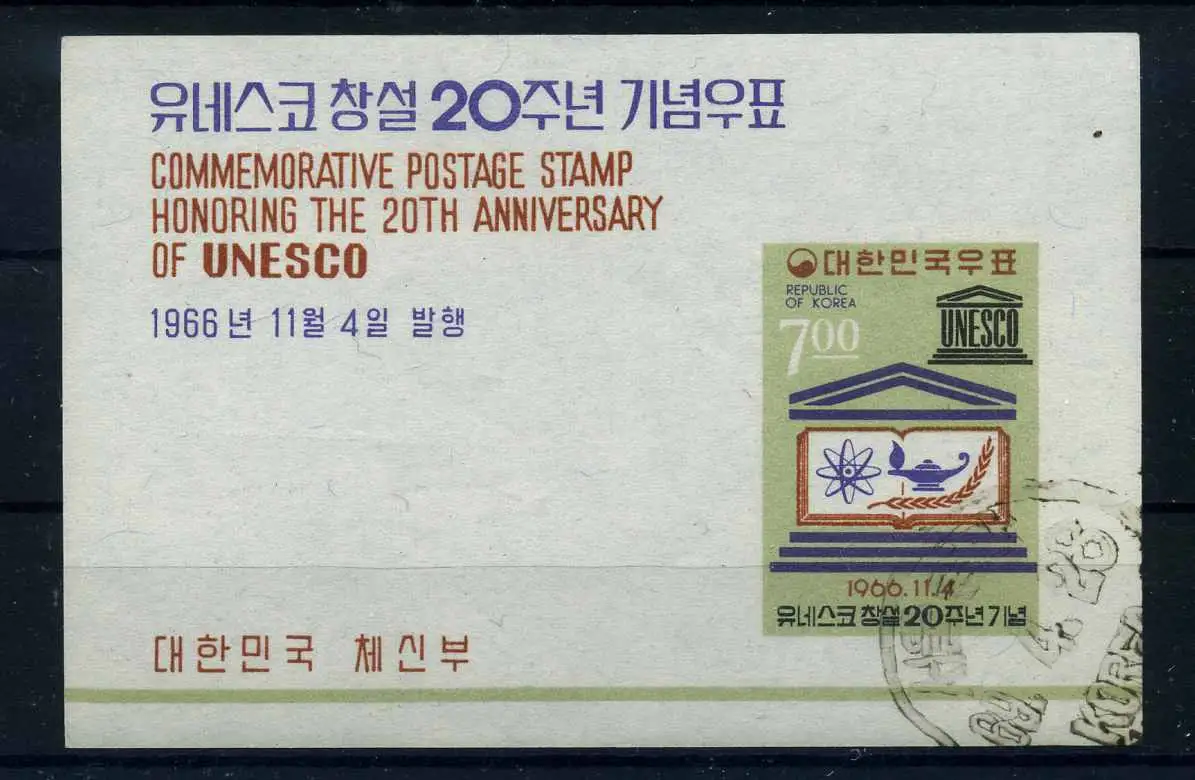 유네스코 창설 20주년 기념우표
COMMEMORATIVE POSTAGE STAMP
HONORING THE 20TH ANNIVERSARY
OF UNESCO
1966년 11월 4일 발행
대한민국 체신부
대한민국우표
REPUBLIC
OF KOREA
7.00
UNESCO
1966.11.4
유네스코 창설 20주년 기념